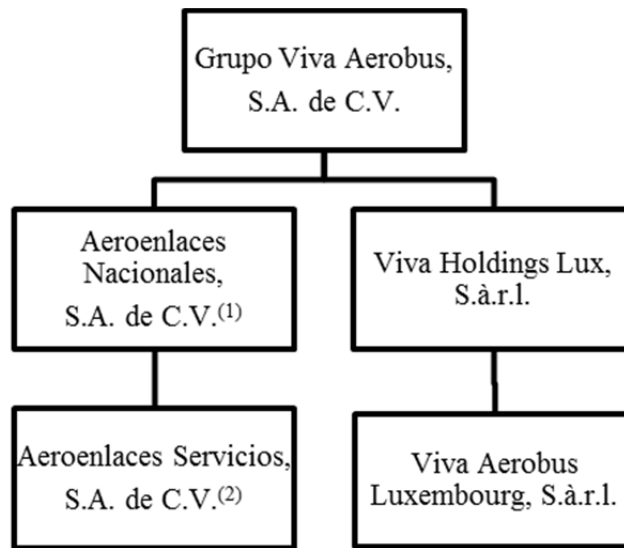 Grupo Viva Aerobus,
S.A. de C.V.
Aeroenlaces
Nacionales,
S.A. de C.V.(1)
Viva Holdings Lux,
S.à.r.l.
Aeroenlaces Servicios,
S.A. de C.V.(2)
Viva Aerobus
Luxembourg, S.à.r.l.